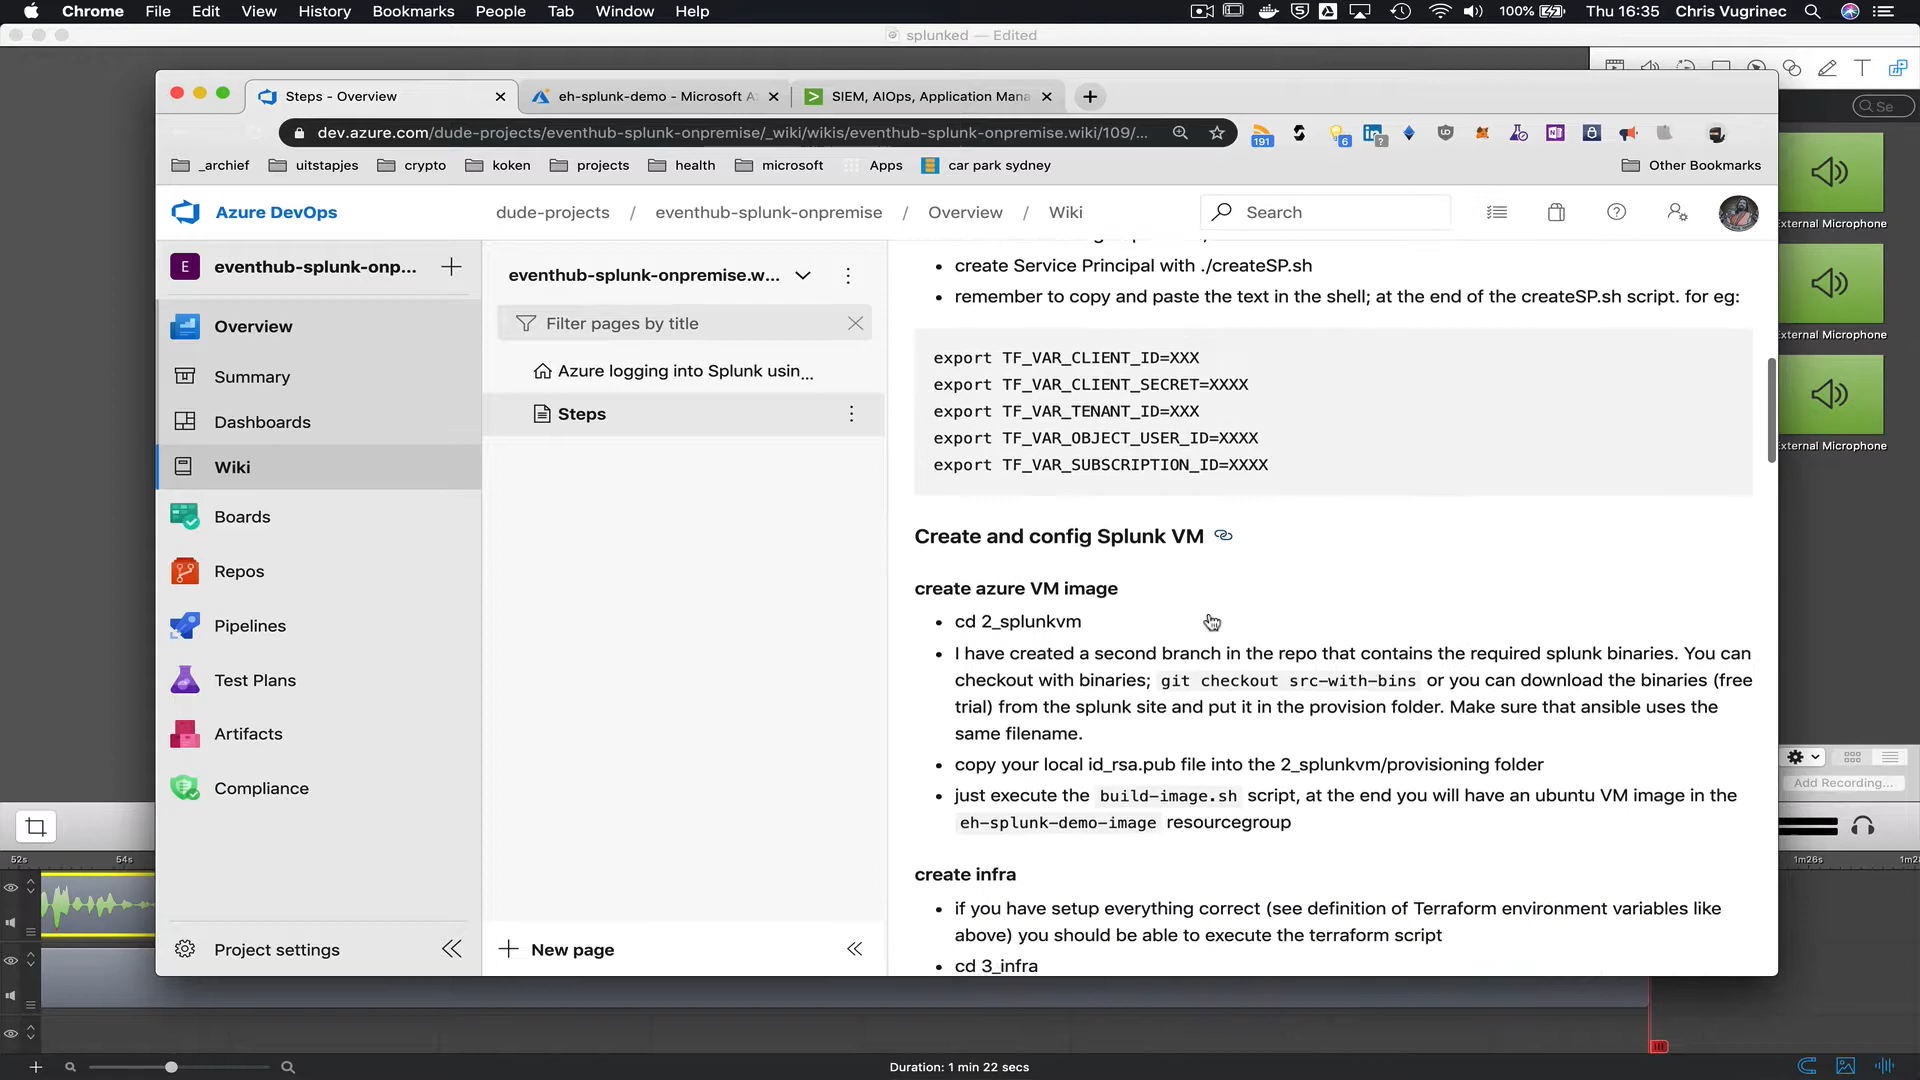 Chrome File Edit View History Bookmarks People Tab Window Help 100% Thu 16:35 Chris Vugrinec
splunked — Edited
Steps - Overview eh-splunk-demo - Microsoft A SIEM, AIOps, Application Mana
dev.azure.com/dude-projects/eventhub-splunk-onpremise/_wiki/wikis/eventhub-splunk-onpremise.wiki/109/... 191 6 ?
_archief uitstapjes crypto koken projects health microsoft Apps car park sydney Other Bookmarks
Se
Azure DevOps dude-projects / eventhub-splunk-onpremise / Overview / Wiki Search
External Microphone
External Microphone
External Microphone
E eventhub-splunk-onp...
Overview
Summary
Dashboards
Wiki
Boards
Repos
Pipelines
Test Plans
Artifacts
Compliance
Project settings
eventhub-splunk-onpremise.w...
Filter pages by title
Azure logging into Splunk usin...
Steps
New page
• create Service Principal with ./createSP.sh
• remember to copy and paste the text in the shell; at the end of the createSP.sh script. for eg:
export TF_VAR_CLIENT_ID=XXX
export TF_VAR_CLIENT_SECRET=XXXX
export TF_VAR_TENANT_ID=XXX
export TF_VAR_OBJECT_USER_ID=XXXX
export TF_VAR_SUBSCRIPTION_ID=XXXX
Create and config Splunk VM
create azure VM image
• cd 2_splunkvm
• I have created a second branch in the repo that contains the required splunk binaries. You can
checkout with binaries; git checkout src-with-bins or you can download the binaries (free
trial) from the splunk site and put it in the provision folder. Make sure that ansible uses the
same filename.
• copy your local id_rsa.pub file into the 2_splunkvm/provisioning folder
• just execute the build-image.sh script, at the end you will have an ubuntu VM image in the
eh-splunk-demo-image resourcegroup
create infra
• if you have setup everything correct (see definition of Terraform environment variables like
above) you should be able to execute the terraform script
• cd 3_infra
Add Recording...
52s 54s 1m26s 1m28
Duration: 1 min 22 secs